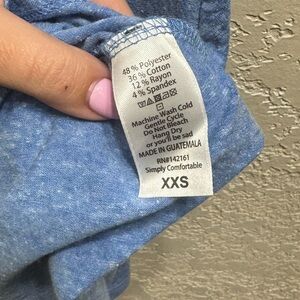 48 % Polyester
36 % Cotton
12 % Rayon
4 % Spandex
Machine Wash Cold
Gentle Cycle
Do Not Bleach
Hang Dry
or you'll be sad
MADE IN GUATEMALA
RN#142161
Simply Comfortable
XXS